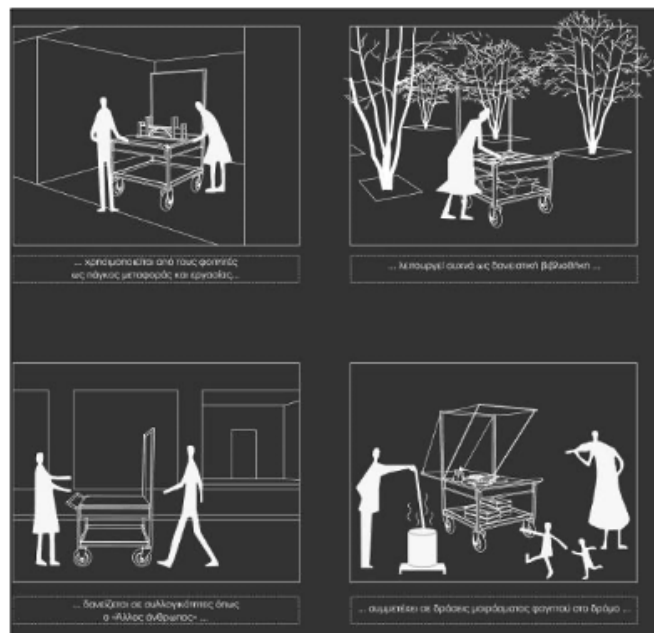 ... χρησιμοποιείται από τους φοιτητές
ως πάγκος μεταφοράς και εργασίας...
... λειτουργεί συχνά ως δανειστική βιβλιοθήκη ...
... δανείζεται σε συλλογικότητες όπως
ο «Άλλος άνθρωπος» ...
... συμμετέχει σε δράσεις μοιράσματος φαγητού στο δρόμο ...